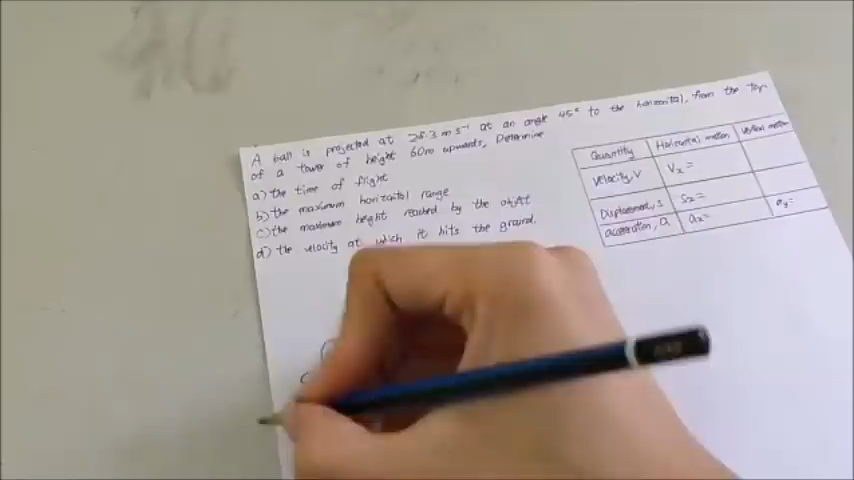 A ball is projected at 28.3 m s⁻¹ at an angle 45° to the horizontal, from the top
of a tower of height 60m upwards, Determine
a) the time of flight
b) the maximum horizontal range
c) the maximum height reached by the object
d) the velocity at which it hits the ground.
Quantity Horizontal motion Vertical motion
Velocity, V Vx =
Displacement, s Sx =
acceleration, a ax = ay =